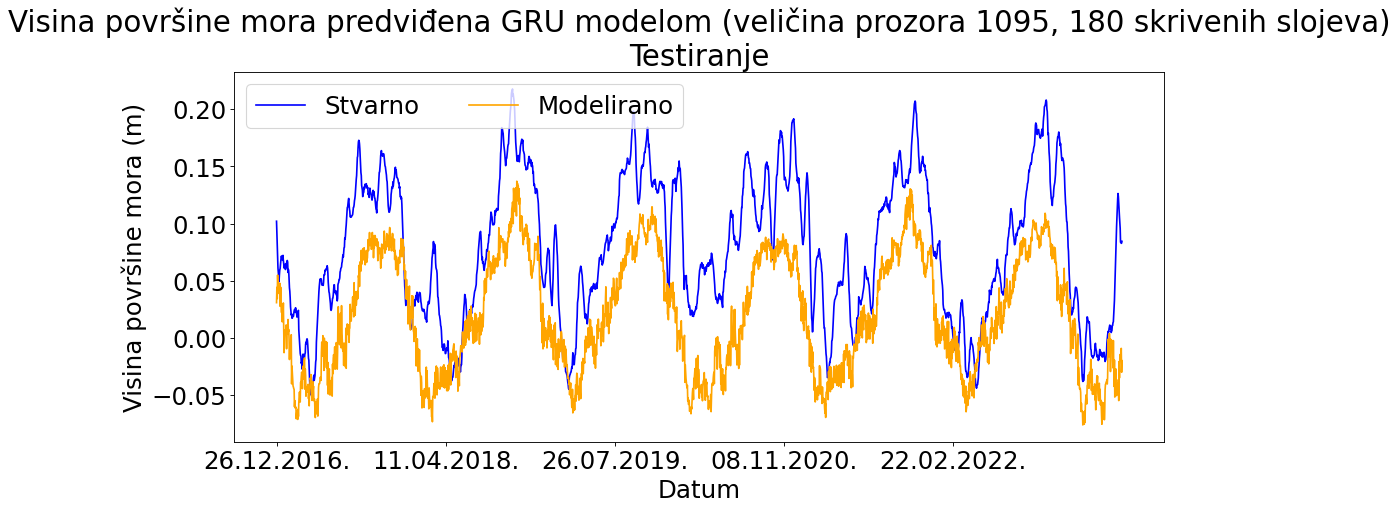 Visina površine mora predviđena GRU modelom (veličina prozora 1095, 180 skrivenih slojeva)
Testiranje
Stvarno Modelirano
Visina površine mora (m)
0.20
0.15
0.10
0.05
0.00
−0.05
26.12.2016. 11.04.2018. 26.07.2019. 08.11.2020. 22.02.2022.
Datum